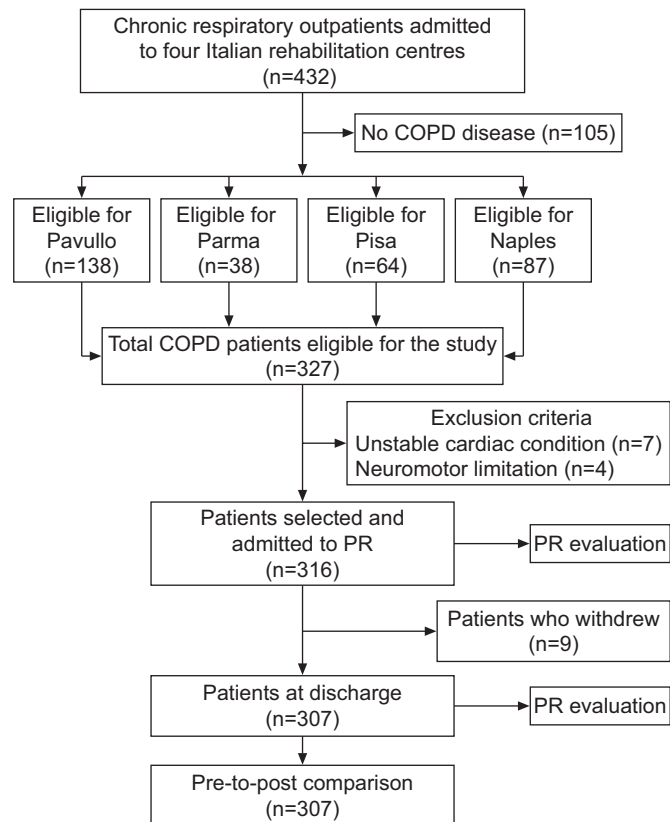 Chronic respiratory outpatients admitted
to four Italian rehabilitation centres
(n=432)
No COPD disease (n=105)
Eligible for
Pavullo
(n=138)
Eligible for
Parma
(n=38)
Eligible for
Pisa
(n=64)
Eligible for
Naples
(n=87)
Total COPD patients eligible for the study
(n=327)
Exclusion criteria
Unstable cardiac condition (n=7)
Neuromotor limitation (n=4)
Patients selected and
admitted to PR
(n=316)
PR evaluation
Patients who withdrew
(n=9)
Patients at discharge
(n=307)
PR evaluation
Pre-to-post comparison
(n=307)